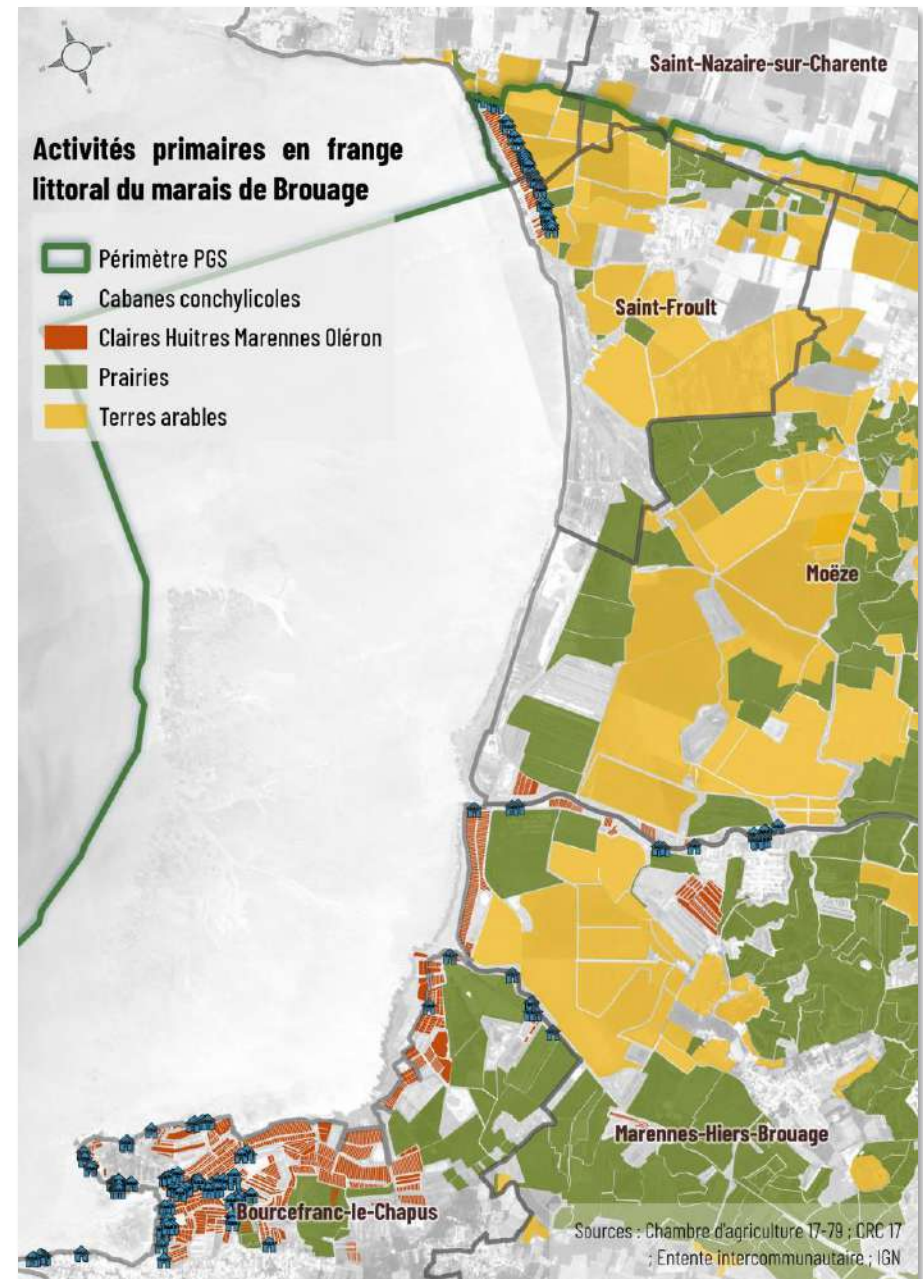 Saint-Nazaire-sur-Charente
Activités primaires en frange
littoral du marais de Brouage
Périmètre PGS
Cabanes conchylicoles
Claires Huitres Marennes Oléron
Prairies
Terres arables
Saint-Froult
Moëze
Marennes-Hiers-Brouage
Bourcefranc-le-Chapus
Sources : Chambre d'agriculture 17-79 ; CRC 17
; Entente intercommunautaire ; IGN